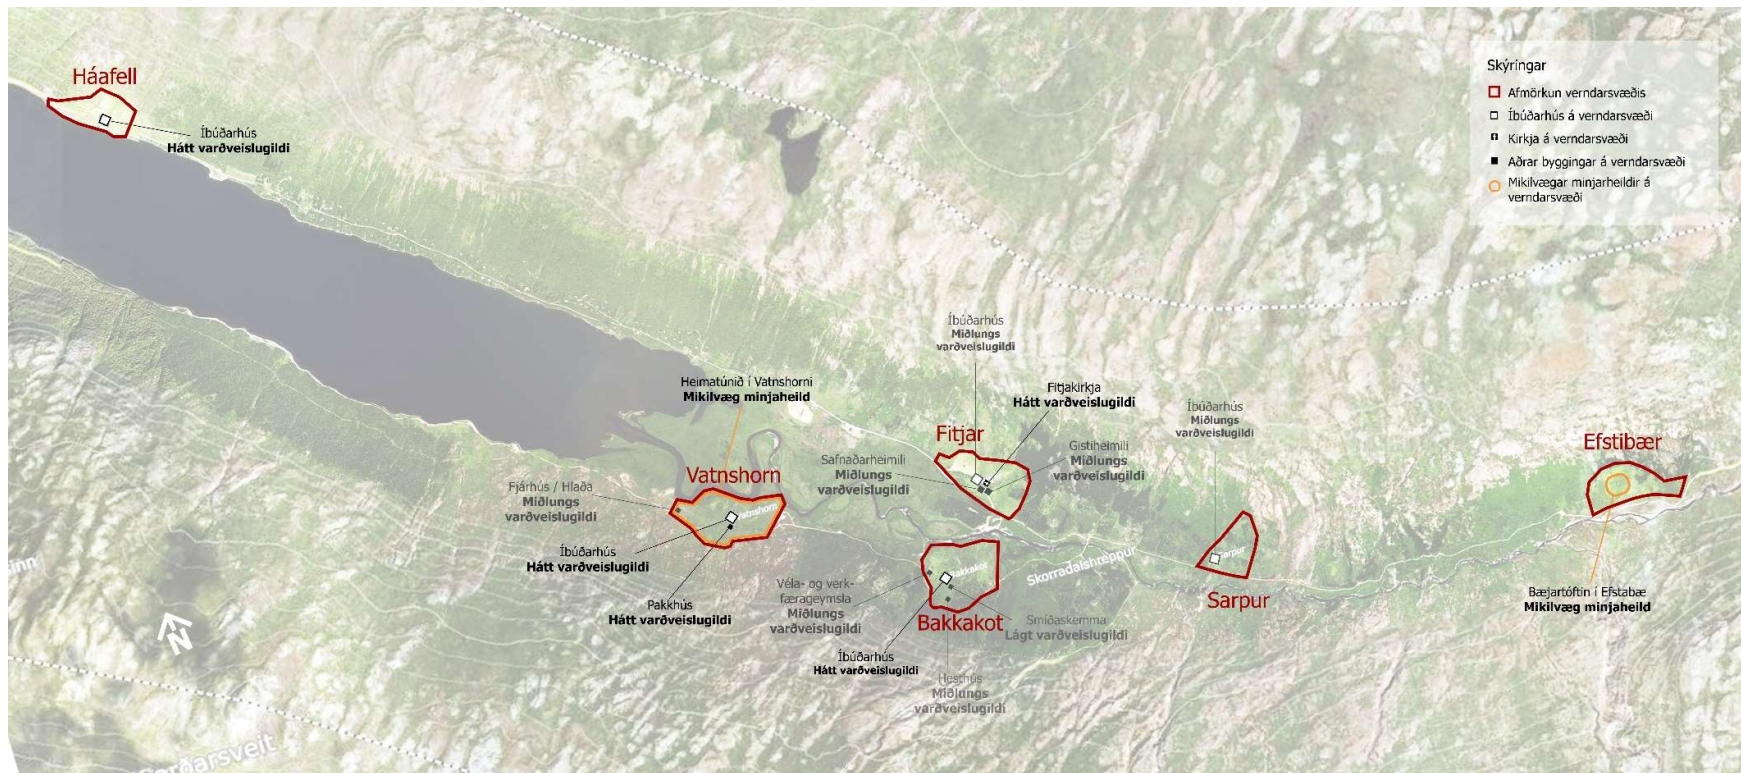 Háafell
Íbúðarhús
Hátt varðveislugildi
Skýringar
Afmörkun verndarsvæðis
Íbúðarhús á verndarsvæði
Kirkja á verndarsvæði
Aðrar byggingar á verndarsvæði
Mikilvægar minjarheildir á
verndarsvæði
Íbúðarhús
Miðlungs
varðveislugildi
Heimatúnið í Vatnshorni
Mikilvæg minjaheild
Fitjakirkja
Hátt varðveislugildi
Íbúðarhús
Miðlungs
varðveislugildi
Fitjar
Gistiheimili
Miðlungs
varðveislugildi
Safnaðarheimili
Miðlungs
varðveislugildi
Efstibær
Vatnshorn
Fjárhús / Hlaða
Miðlungs
varðveislugildi
Vatnshorn
Íbúðarhús
Hátt varðveislugildi
Pakkhús
Hátt varðveislugildi
Bakkakot
Skorradalshreppur
Sarpur
Sarpur
Véla- og verk-
færageymsla
Miðlungs
varðveislugildi
Bakkakot
Smíðaskemma
Lágt varðveislugildi
Bæjartóftin í Efstabæ
Mikilvæg minjaheild
Íbúðarhús
Hátt varðveislugildi
Hesthús
Miðlungs
varðveislugildi
N